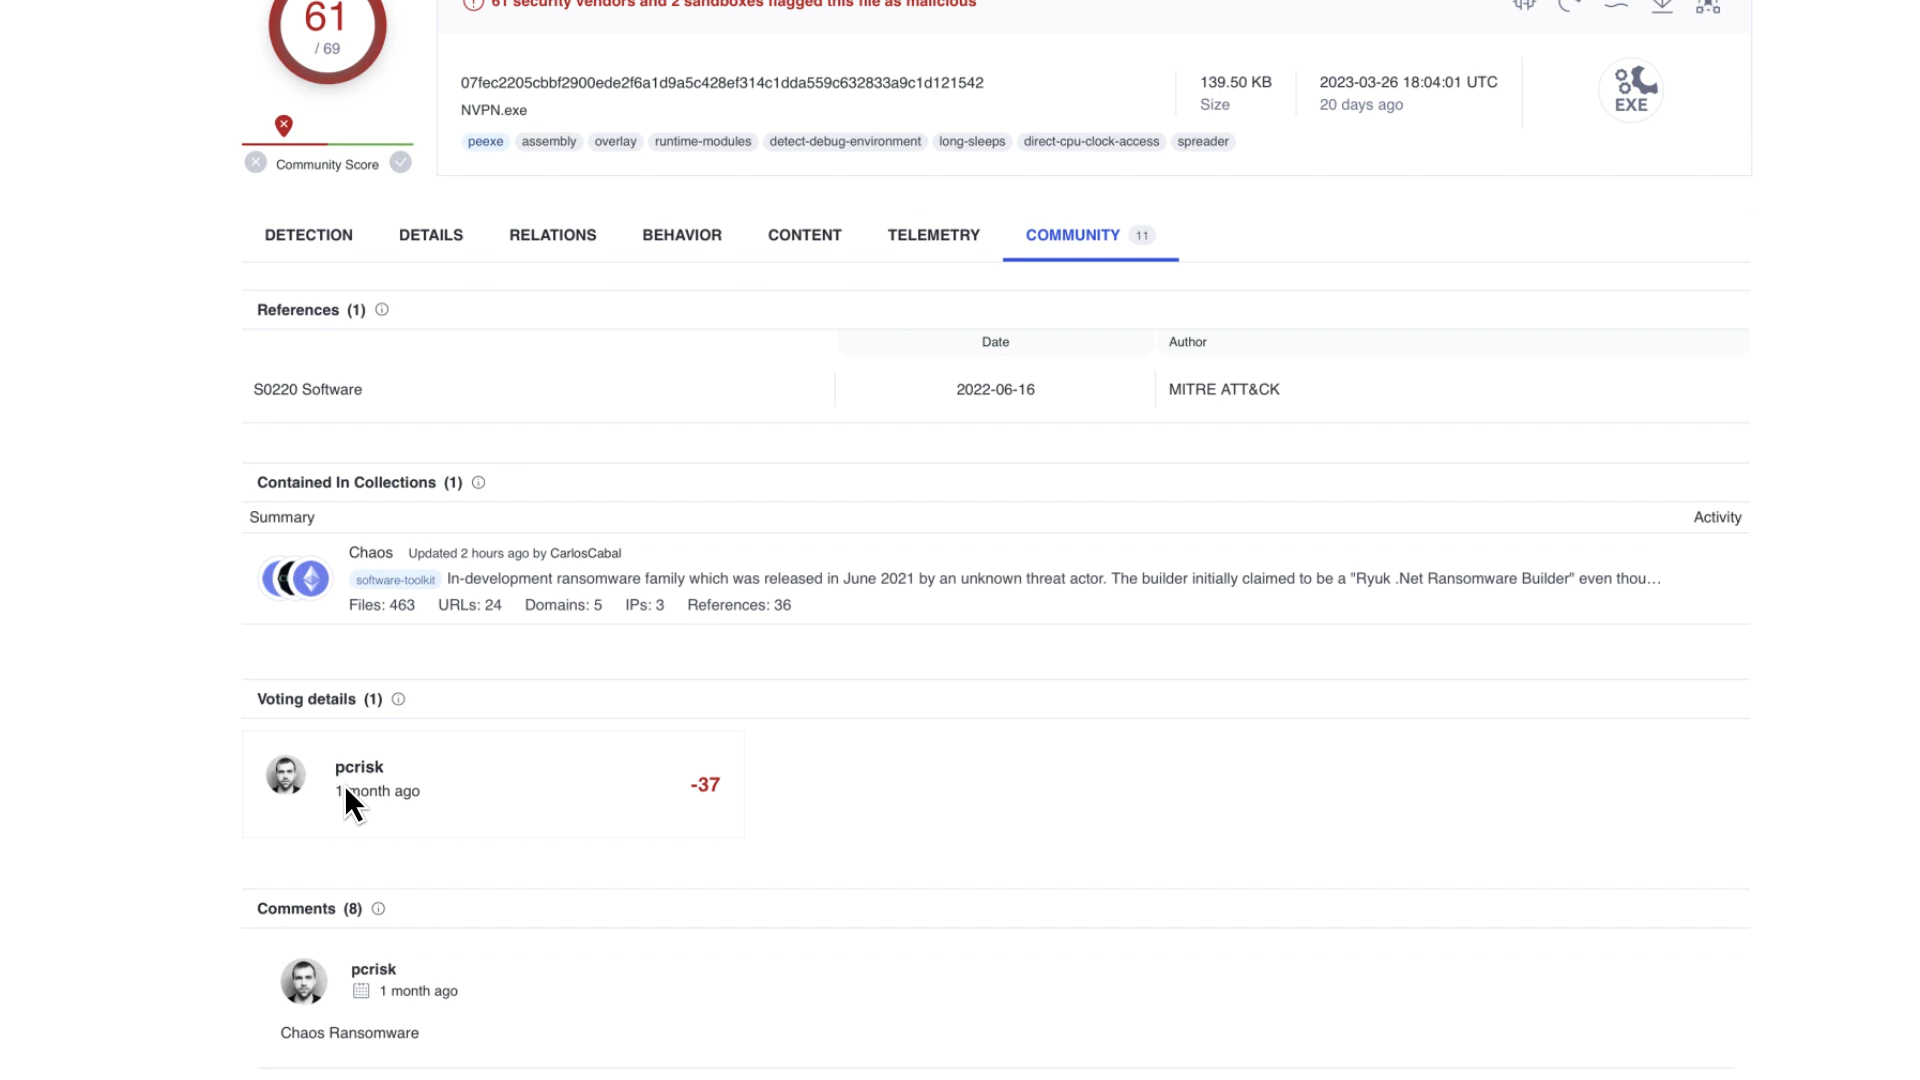 61
/ 69
61 security vendors and 2 sandboxes flagged this file as malicious
07fec2205cbbf2900ede2f6a1d9a5c428ef314c1dda559c632833a9c1d121542
NVPN.exe
139.50 KB
Size
2023-03-26 18:04:01 UTC
20 days ago
EXE
peexe assembly overlay runtime-modules detect-debug-environment long-sleeps direct-cpu-clock-access spreader
Community Score
DETECTION DETAILS RELATIONS BEHAVIOR CONTENT TELEMETRY COMMUNITY 11
References (1)
Date Author
S0220 Software 2022-06-16 MITRE ATT&CK
Contained In Collections (1)
Summary Activity
Chaos Updated 2 hours ago by CarlosCabal
software-toolkit In-development ransomware family which was released in June 2021 by an unknown threat actor. The builder initially claimed to be a "Ryuk .Net Ransomware Builder" even thou...
Files: 463 URLs: 24 Domains: 5 IPs: 3 References: 36
Voting details (1)
pcrisk
1 month ago
-37
Comments (8)
pcrisk
1 month ago
Chaos Ransomware